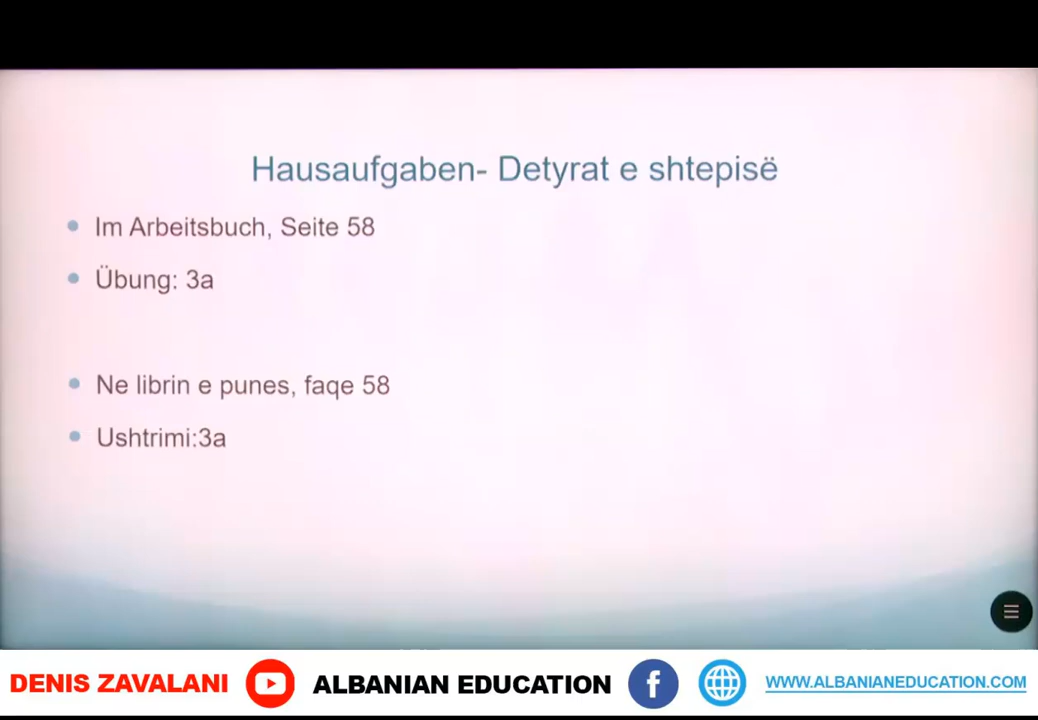 Hausaufgaben- Detyrat e shtepisë
Im Arbeitsbuch, Seite 58
Übung: 3a
Ne librin e punes, faqe 58
Ushtrimi:3a
DENIS ZAVALANI ALBANIAN EDUCATION WWW.ALBANIANEDUCATION.COM